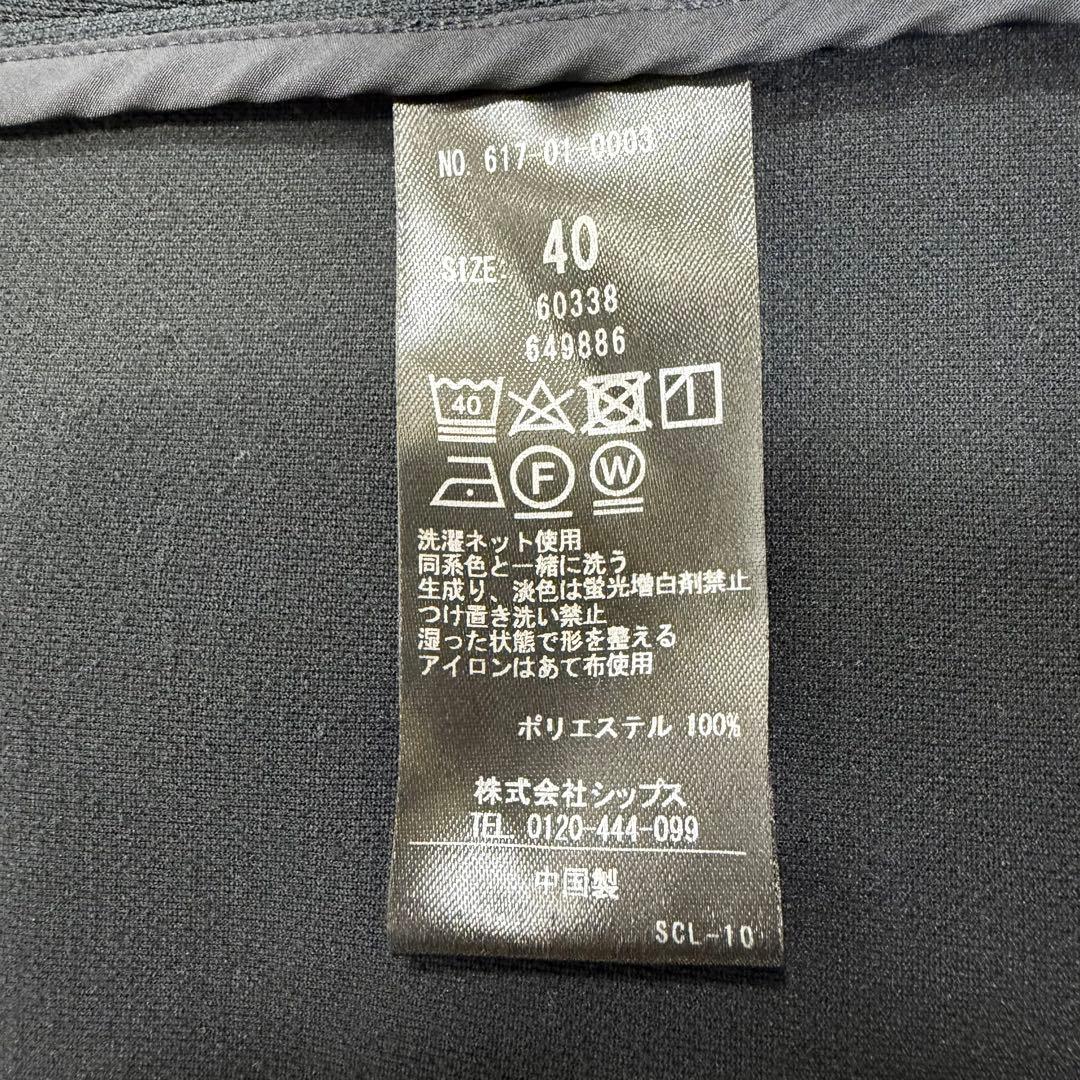 NO. 617-01-0003
SIZE 40
60338
649886
40
F W
洗濯ネット使用
同系色と一緒に洗う
生成り、淡色は蛍光増白剤禁止
つけ置き洗い禁止
湿った状態で形を整える
アイロンはあて布使用
ポリエステル 100%
株式会社シップス
TEL 0120-444-099
中国製
SCL-10